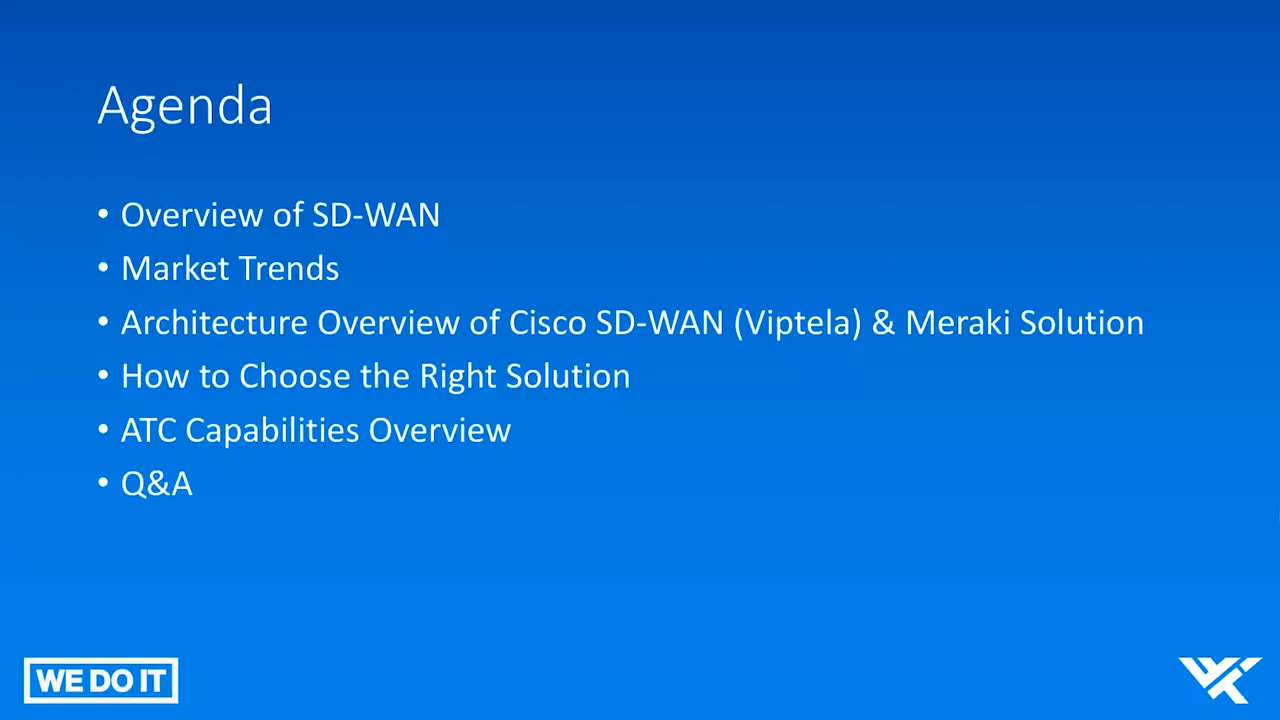 Agenda
• Overview of SD-WAN
• Market Trends
• Architecture Overview of Cisco SD-WAN (Viptela) & Meraki Solution
• How to Choose the Right Solution
• ATC Capabilities Overview
• Q&A
WE DO IT